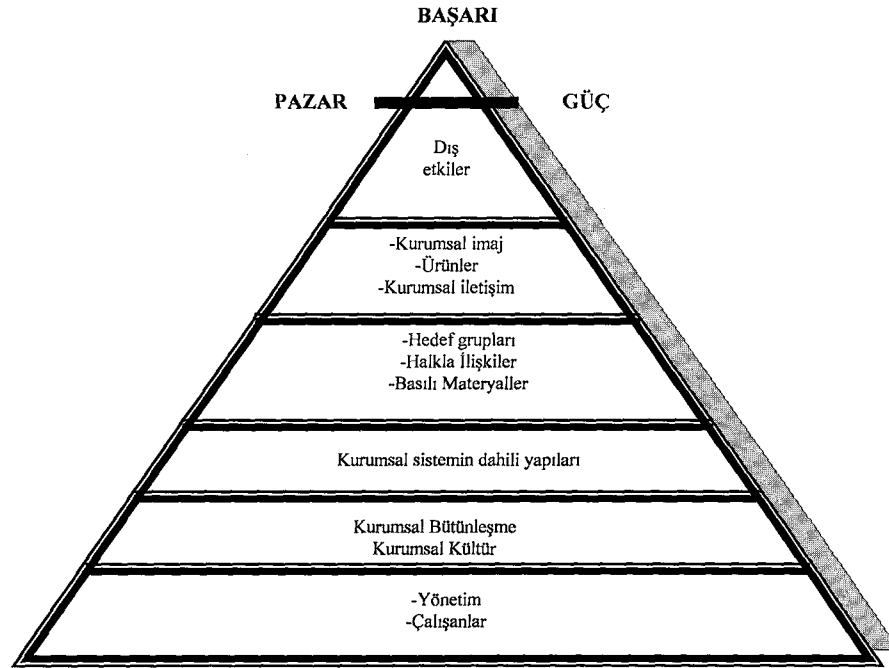 BAŞARI
PAZAR GÜÇ
Dış
etkiler
-Kurumsal imaj
-Ürünler
-Kurumsal iletişim
-Hedef grupları
-Halkla İlişkiler
-Basılı Materyaller
Kurumsal sistemin dahili yapıları
Kurumsal Bütünleşme
Kurumsal Kültür
-Yönetim
-Çalışanlar